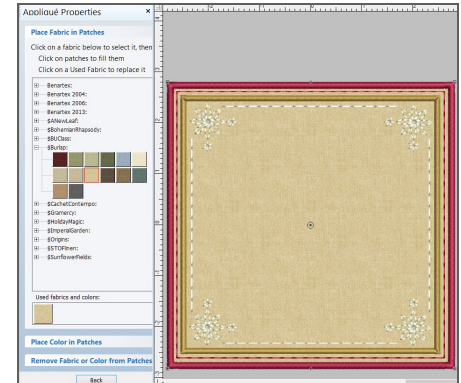 Appliqué Properties
Place Fabric in Patches
Click on a fabric below to select it, then
Click on patches to fill them
Click on a Used Fabric to replace it
Benartex:
Benartex 2004:
Benartex 2006:
Benartex 2013:
$ANewLeaf:
$BohemianRhapsody:
$BUClass:
$Burlap:
$CachetContempo:
$Gramercy:
$HolidayMagic:
$ImperialGarden:
$Origins:
$STOFlinen:
$SunflowerFields:
Used fabrics and colors:
Place Color in Patches
Remove Fabric or Color from Patches
Back